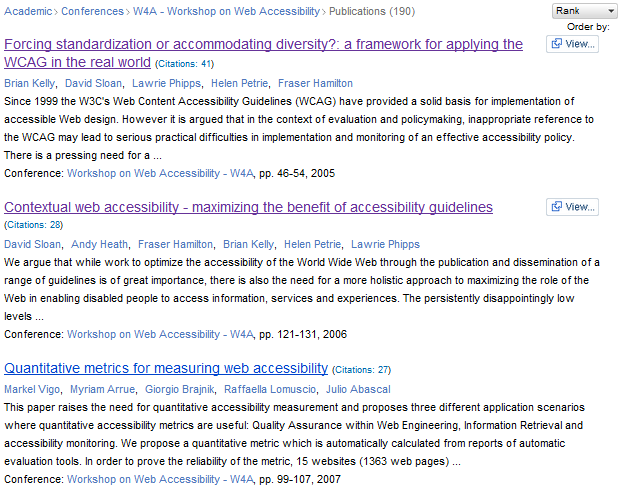 Academic > Conferences > W4A - Workshop on Web Accessibility > Publications (190)
Rank
Order by:
Forcing standardization or accommodating diversity?: a framework for applying the
WCAG in the real world (Citations: 41)
View...
Brian Kelly, David Sloan, Lawrie Phipps, Helen Petrie, Fraser Hamilton
Since 1999 the W3C's Web Content Accessibility Guidelines (WCAG) have provided a solid basis for implementation of
accessible Web design. However it is argued that in the context of evaluation and policymaking, inappropriate reference to
the WCAG may lead to serious practical difficulties in implementation and monitoring of an effective accessibility policy.
There is a pressing need for a ...
Conference: Workshop on Web Accessibility - W4A, pp. 46-54, 2005
Contextual web accessibility - maximizing the benefit of accessibility guidelines
View...
(Citations: 28)
David Sloan, Andy Heath, Fraser Hamilton, Brian Kelly, Helen Petrie, Lawrie Phipps
We argue that while work to optimize the accessibility of the World Wide Web through the publication and dissemination of a
range of guidelines is of great importance, there is also the need for a more holistic approach to maximizing the role of the
Web in enabling disabled people to access information, services and experiences. The persistently disappointingly low
levels ...
Conference: Workshop on Web Accessibility - W4A, pp. 121-131, 2006
Quantitative metrics for measuring web accessibility (Citations: 27)
Markel Vigo, Myriam Arrue, Giorgio Brajnik, Raffaella Lomuscio, Julio Abascal
This paper raises the need for quantitative accessibility measurement and proposes three different application scenarios
where quantitative accessibility metrics are useful: Quality Assurance within Web Engineering, Information Retrieval and
accessibility monitoring. We propose a quantitative metric which is automatically calculated from reports of automatic
evaluation tools. In order to prove the reliability of the metric, 15 websites (1363 web pages) ...
Conference: Workshop on Web Accessibility - W4A, pp. 99-107, 2007